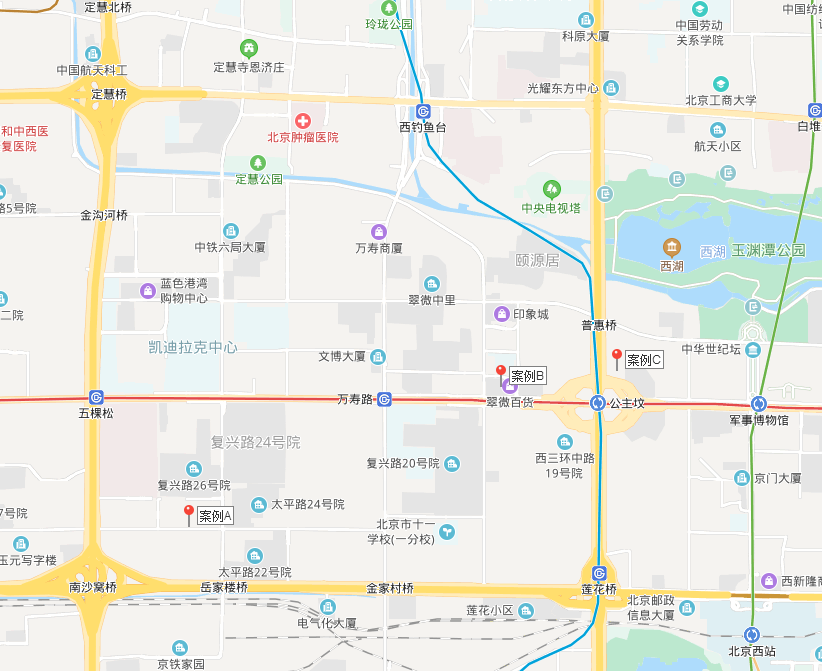 定慧北桥
玲珑公园
科原大厦
中国劳动
关系学院
中国纺
中国航天科工
定慧寺恩济庄
定慧桥
光耀东方中心
北京工商大学
西钓鱼台
白堆
和中西医
复医院
北京肿瘤医院
航天小区
定慧公园
路5号院
金沟河桥
中央电视塔
中铁六局大厦
万寿商厦
颐源居
西湖
西湖
玉渊潭公园
蓝色港湾
购物中心
翠微中里
二院
印象城
普惠桥
凯迪拉克中心
文博大厦
案例C
中华世纪坛
案例B
五棵松
万寿路
翠微百货
公主坟
军事博物馆
复兴路24号院
复兴路26号院
复兴路20号院
西三环中路
19号院
京门大厦
7号院
案例A
太平路24号院
北京市十一
学校(一分校)
玉元写字楼
太平路22号院
南沙窝桥
岳家楼桥
金家村桥
莲花桥
西新隆商
电气化大厦
莲花小区
北京邮政
信息大厦
京铁家园
北京西站